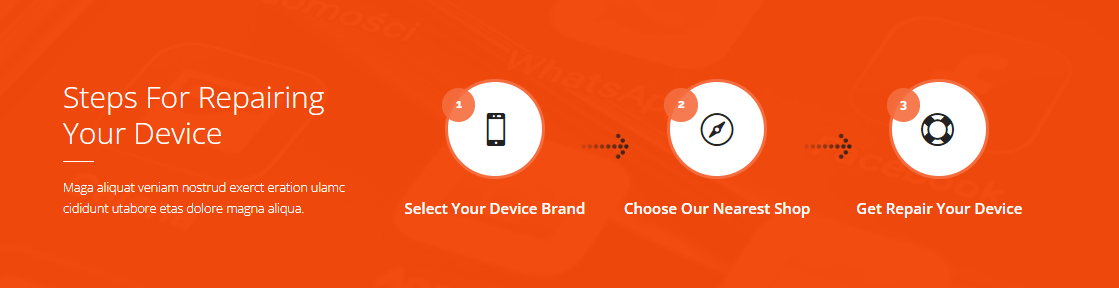 Steps For Repairing
Your Device
Maga aliquat veniam nostrud exerct eration ulamc
cididunt utabore etas dolore magna aliqua.
1
Select Your Device Brand
2
Choose Our Nearest Shop
3
Get Repair Your Device